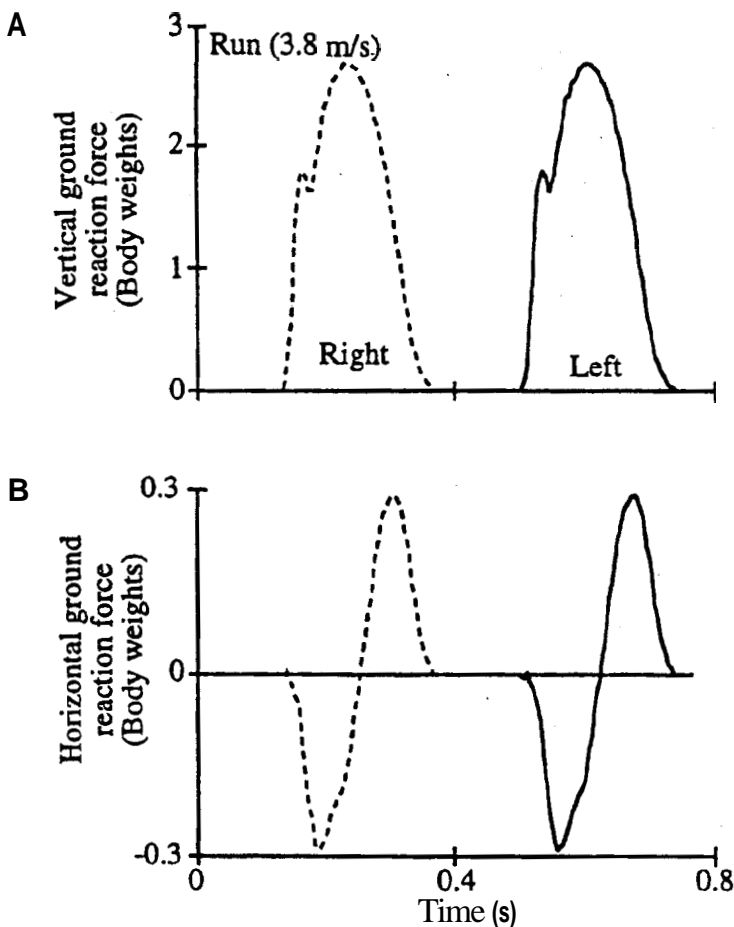 A
3
Run (3.8 m/s)
2
1
0
Vertical ground
reaction force
(Body weights)
Right
Left
B
0.3
0
-0.3
Horizontal ground
reaction force
(Body weights)
0
0.4
0.8
Time (s)